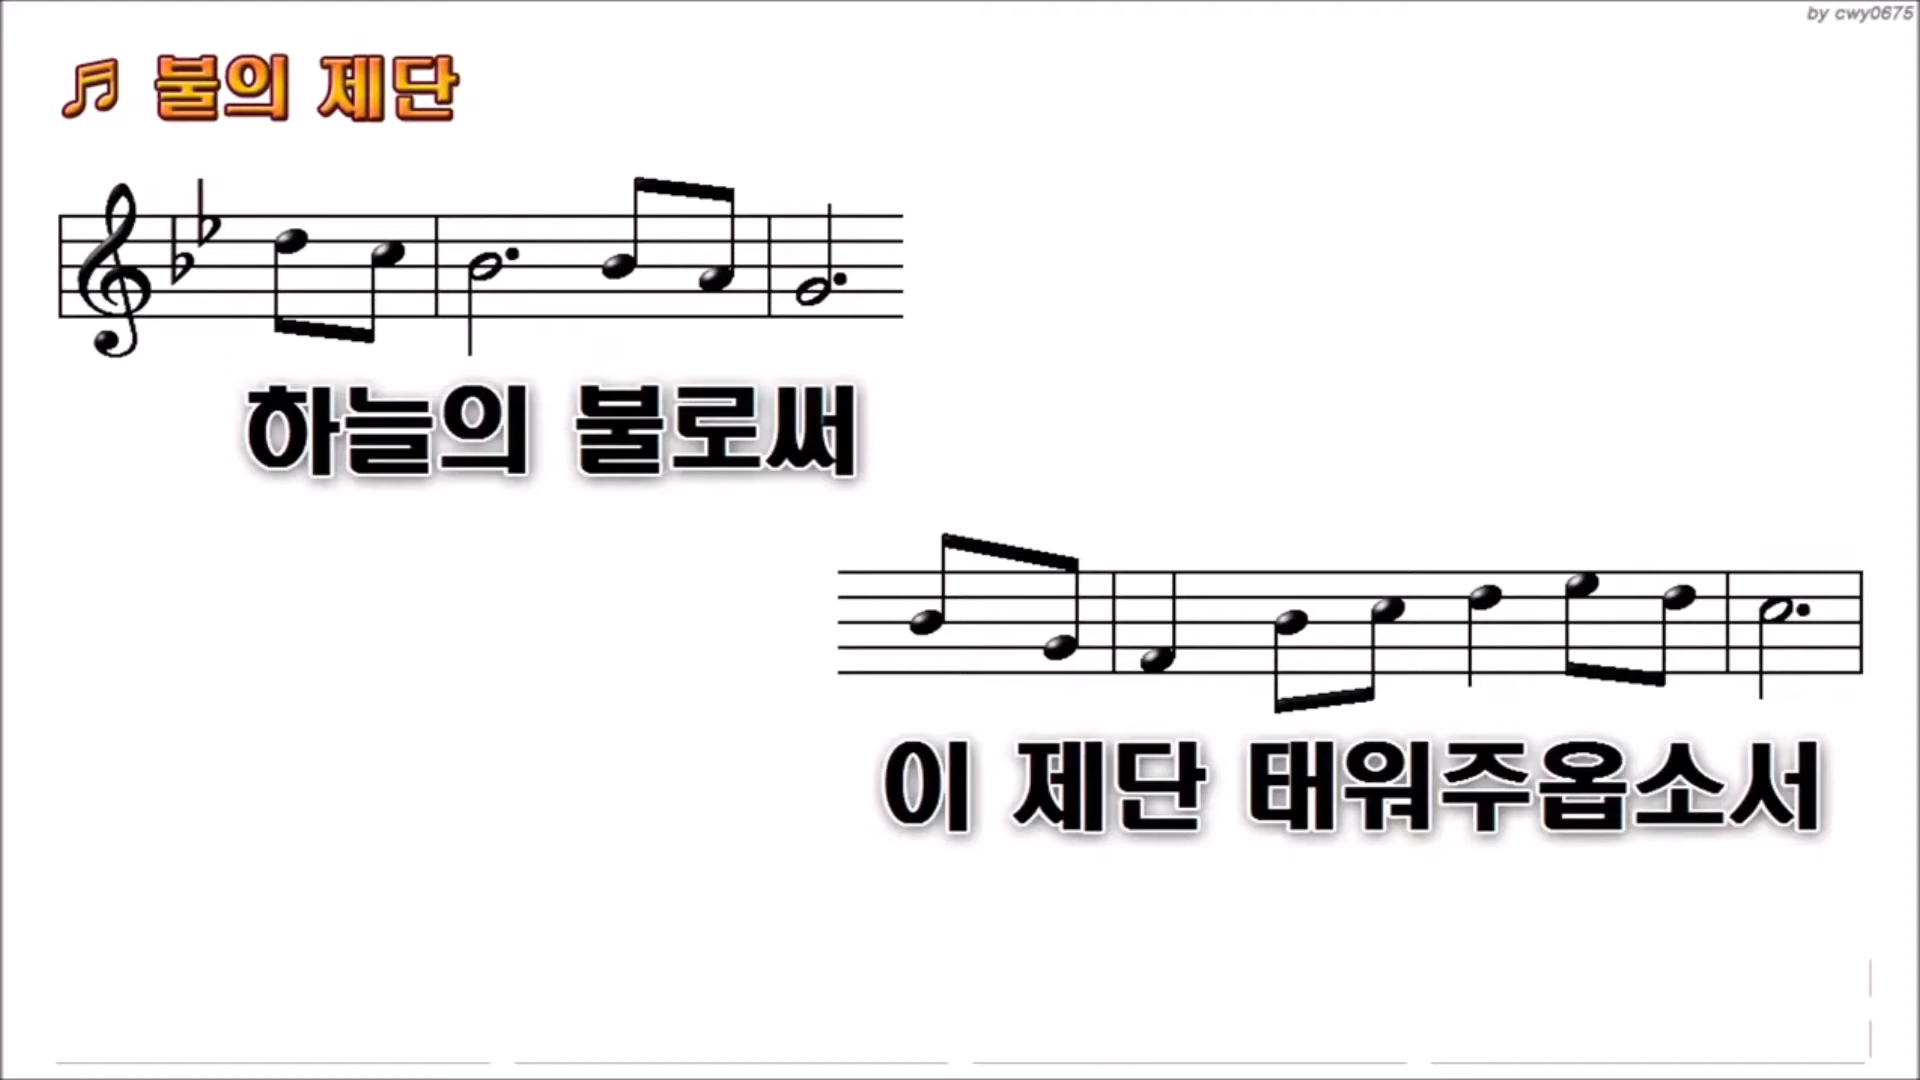 by cwy0675
불의 제단
하늘의 불로써
이 제단 태워주옵소서